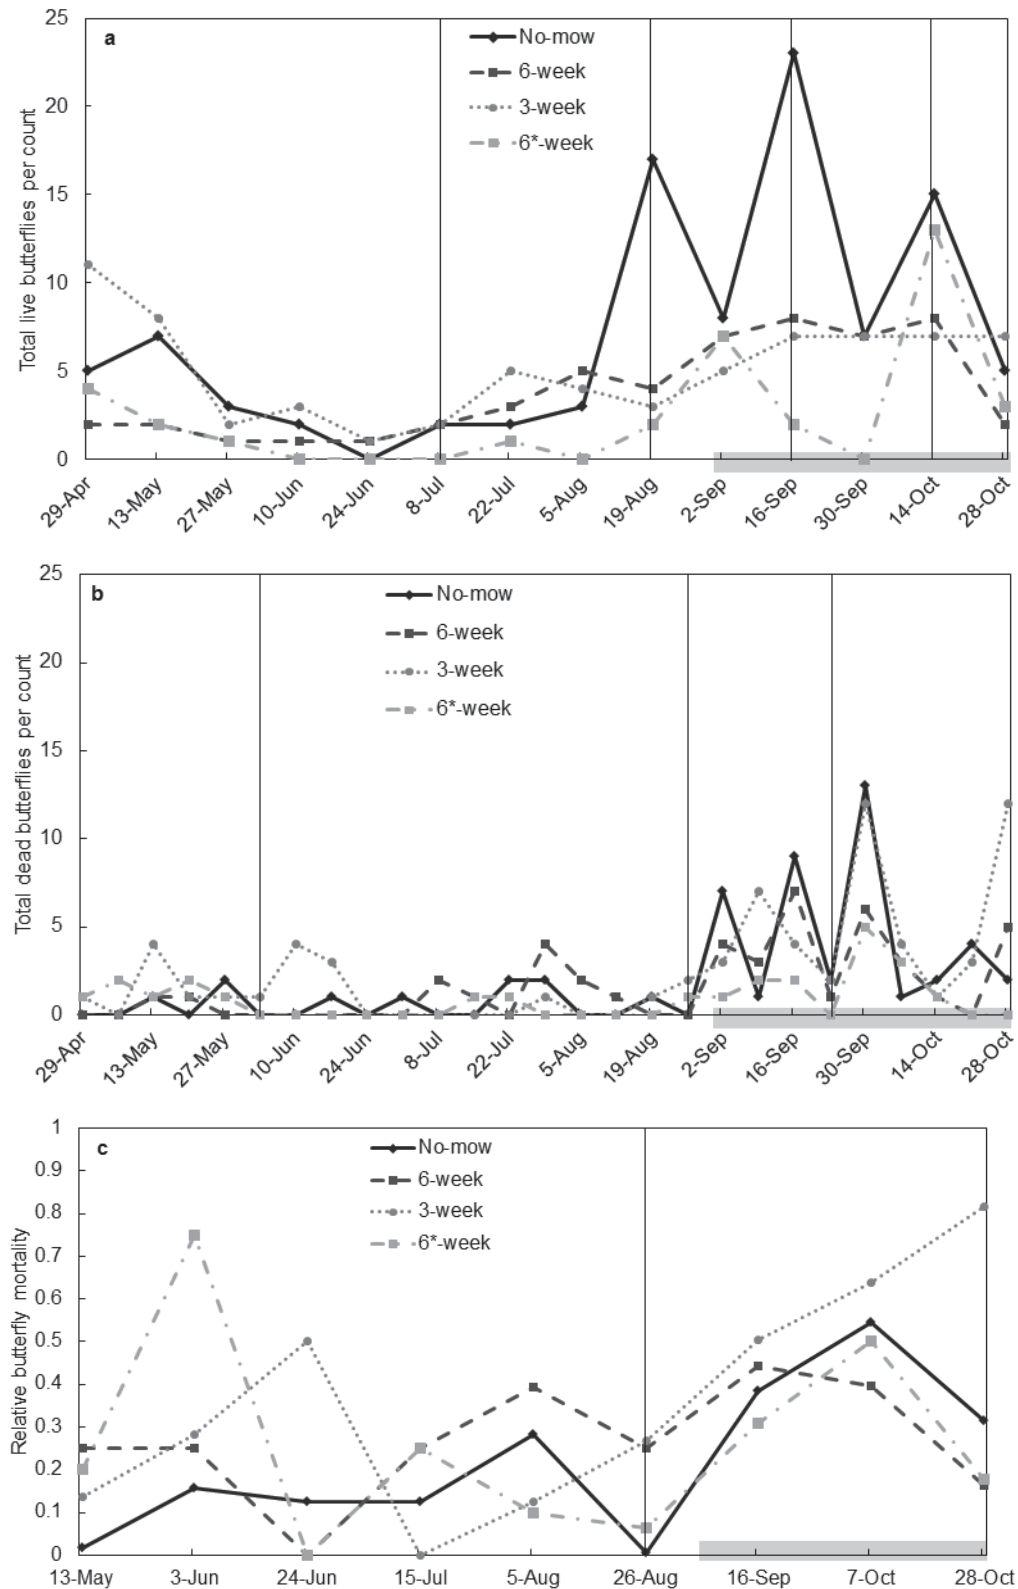 a
No-mow
6-week
3-week
6*-week
Total live butterflies per count
25
20
15
10
5
0
29-Apr
13-May
27-May
10-Jun
24-Jun
8-Jul
22-Jul
5-Aug
19-Aug
2-Sep
16-Sep
30-Sep
14-Oct
28-Oct
b
No-mow
6-week
3-week
6*-week
Total dead butterflies per count
25
20
15
10
5
0
29-Apr
13-May
27-May
10-Jun
24-Jun
8-Jul
22-Jul
5-Aug
19-Aug
2-Sep
16-Sep
30-Sep
14-Oct
28-Oct
c
No-mow
6-week
3-week
6*-week
Relative butterfly mortality
1
0.9
0.8
0.7
0.6
0.5
0.4
0.3
0.2
0.1
0
13-May
3-Jun
24-Jun
15-Jul
5-Aug
26-Aug
16-Sep
7-Oct
28-Oct